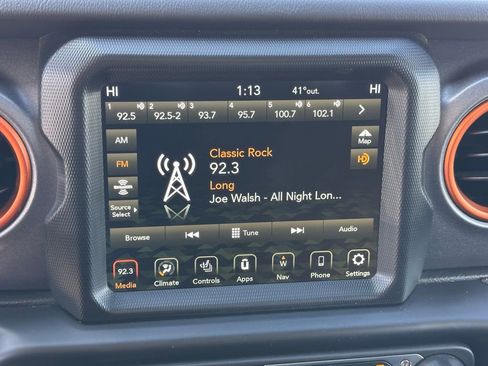 HI 1:13 41°out. HI
1 2 3 4 5 6
92.5 92.5-2 93.7 95.7 100.7 102.1
AM
Map
FM
HD
Source
Select
Classic Rock
92.3
Long
Joe Walsh - All Night Lon...
Browse Tune Audio
92.3 W
Media Climate Controls Apps Nav Phone Settings